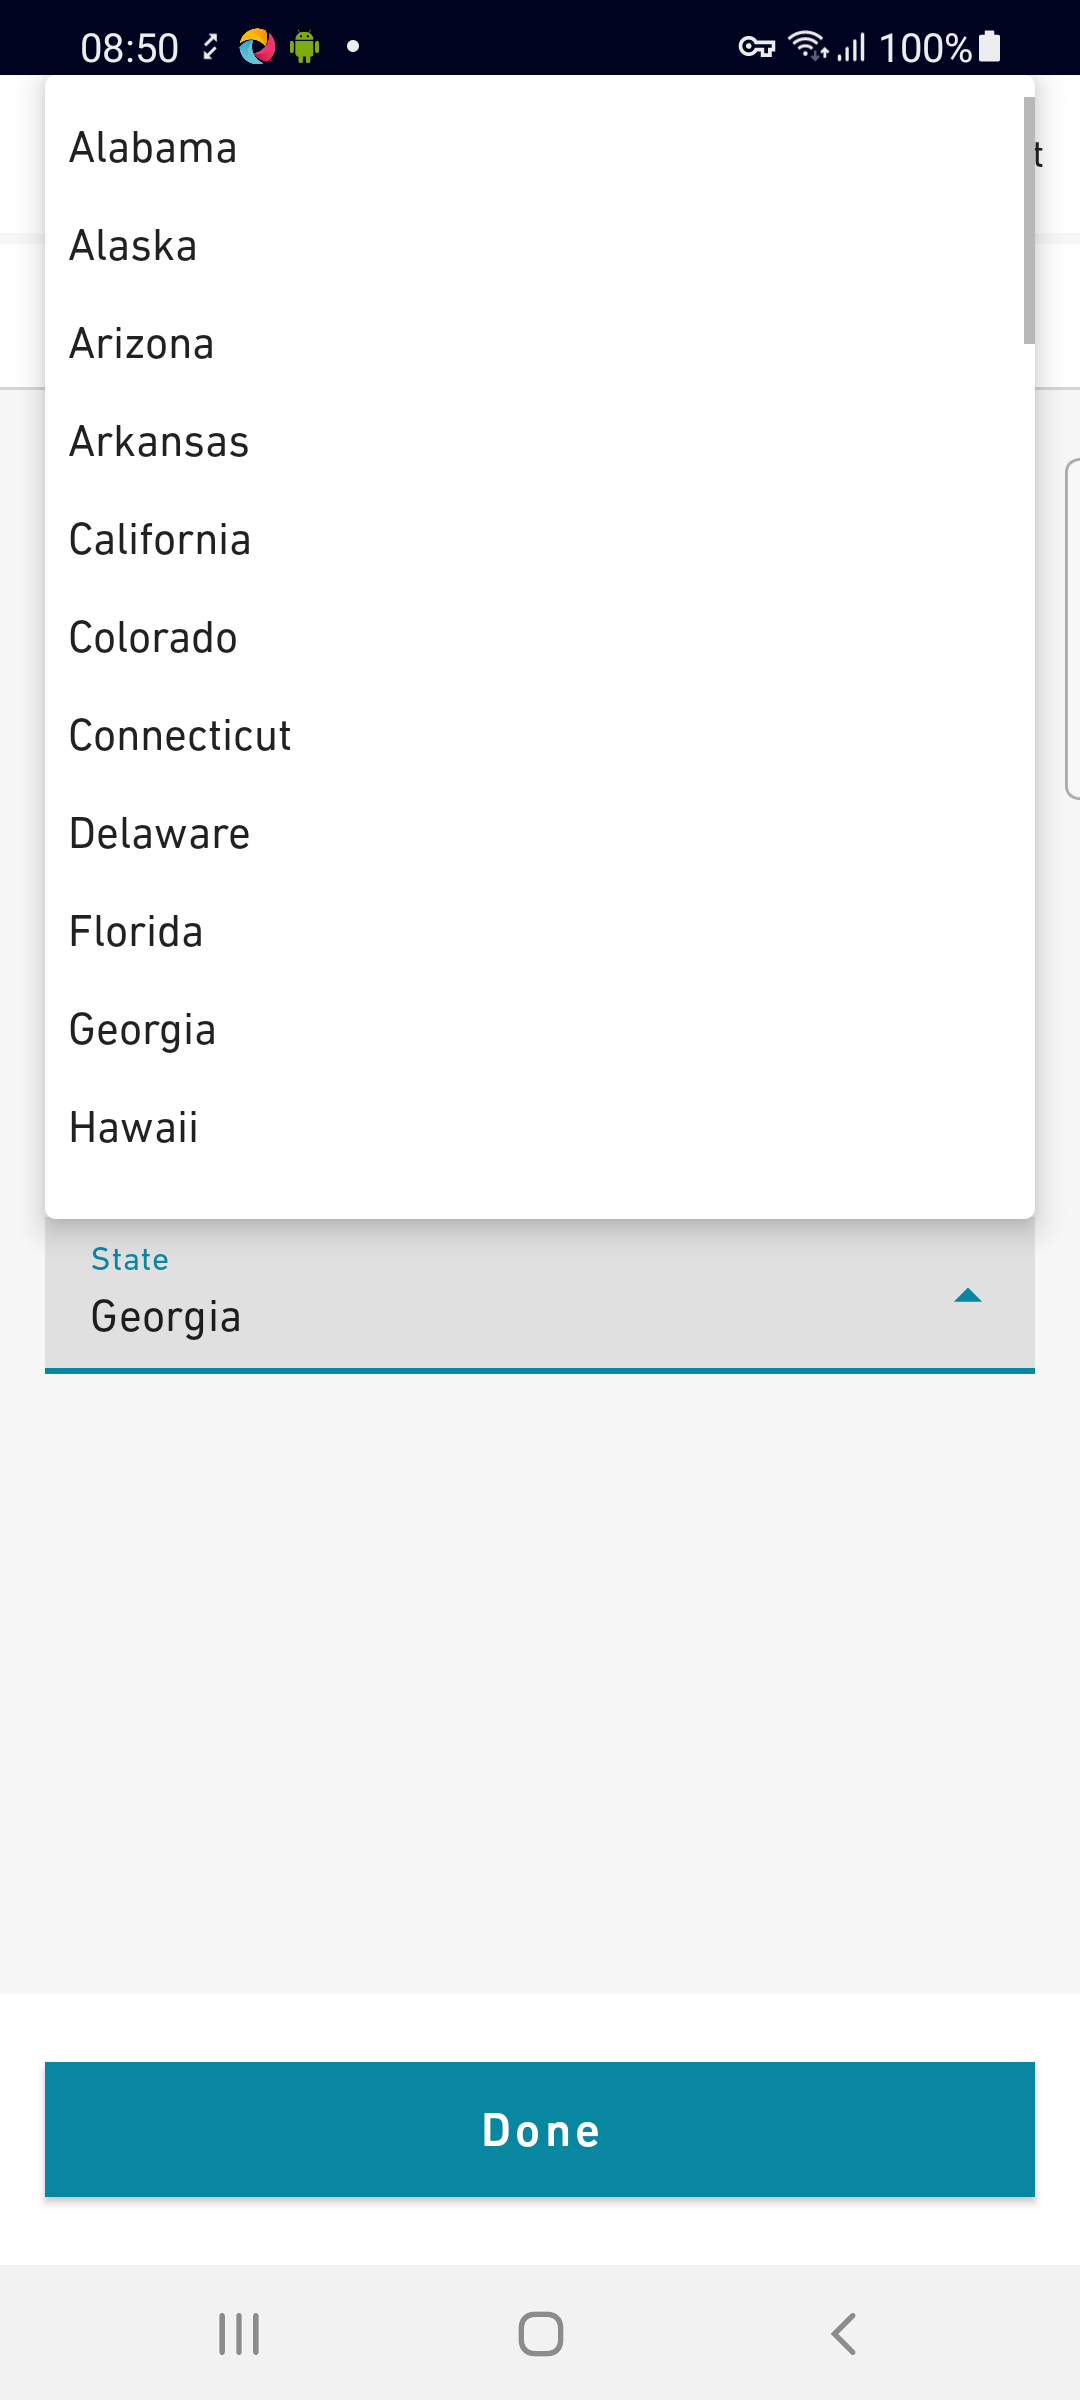 08:50 100%
t
Alabama
Alaska
Arizona
Arkansas
California
Colorado
Connecticut
Delaware
Florida
Georgia
Hawaii
State
Georgia
Done